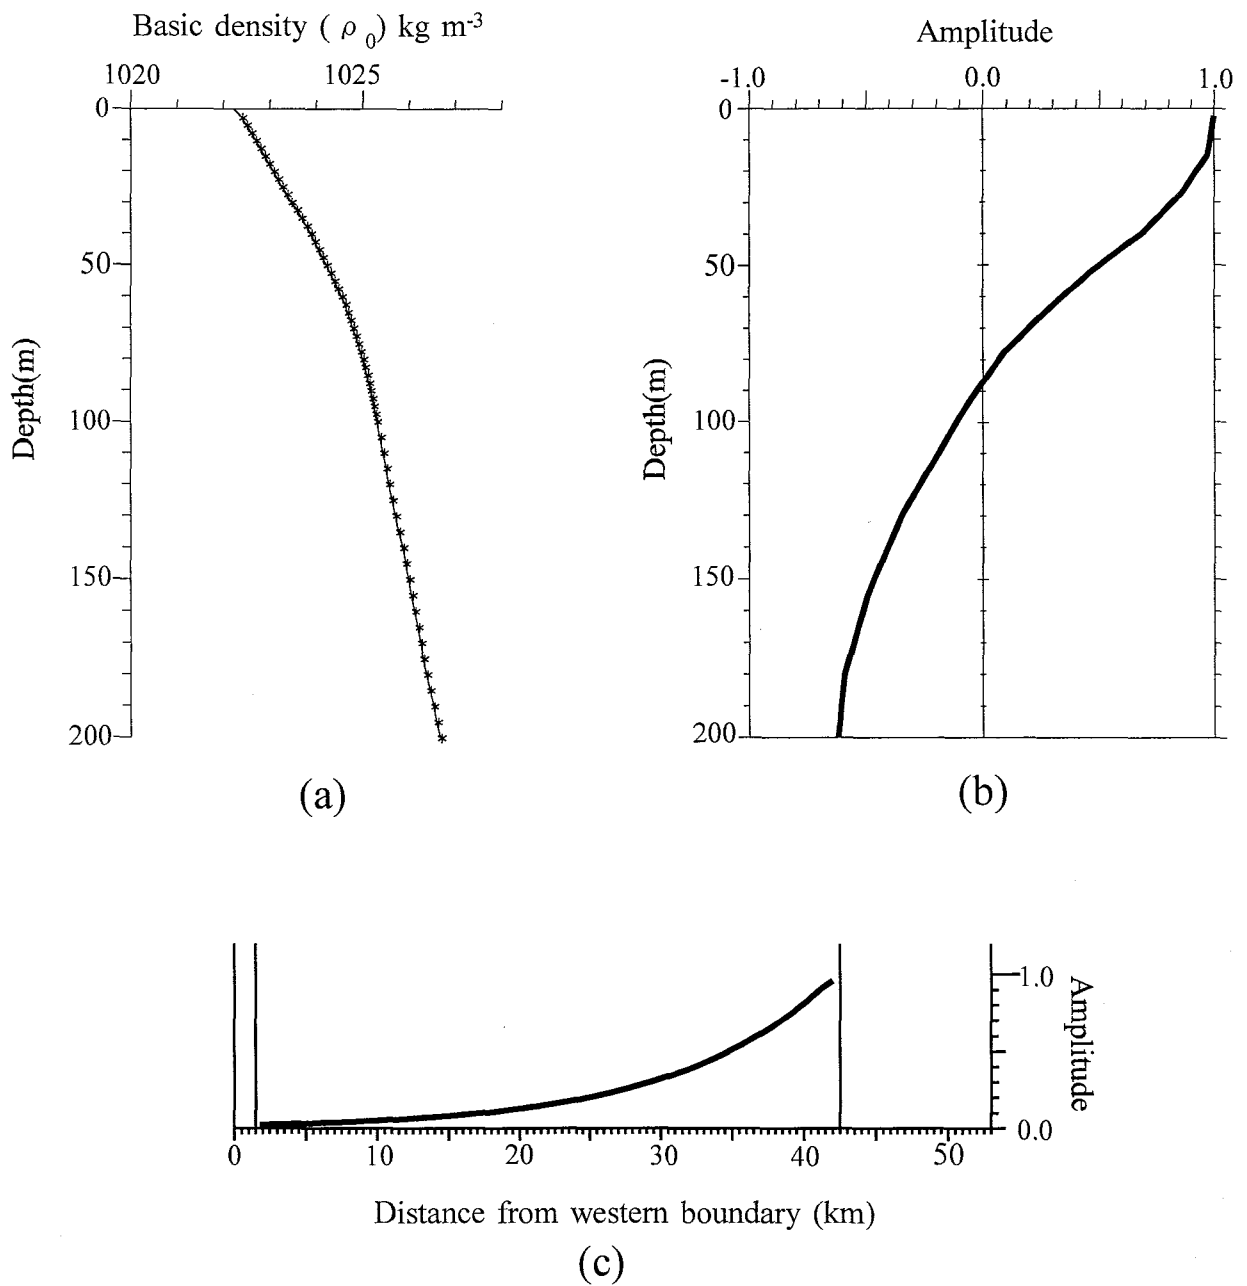 Basic density ( ρ 0) kg m-3
1020 1025
0
50
100
150
200
Depth(m)
(a)
Amplitude
-1.0 0.0 1.0
0
50
100
150
200
Depth(m)
(b)
1.0
0.0
Amplitude
0 10 20 30 40 50
Distance from western boundary (km)
(c)